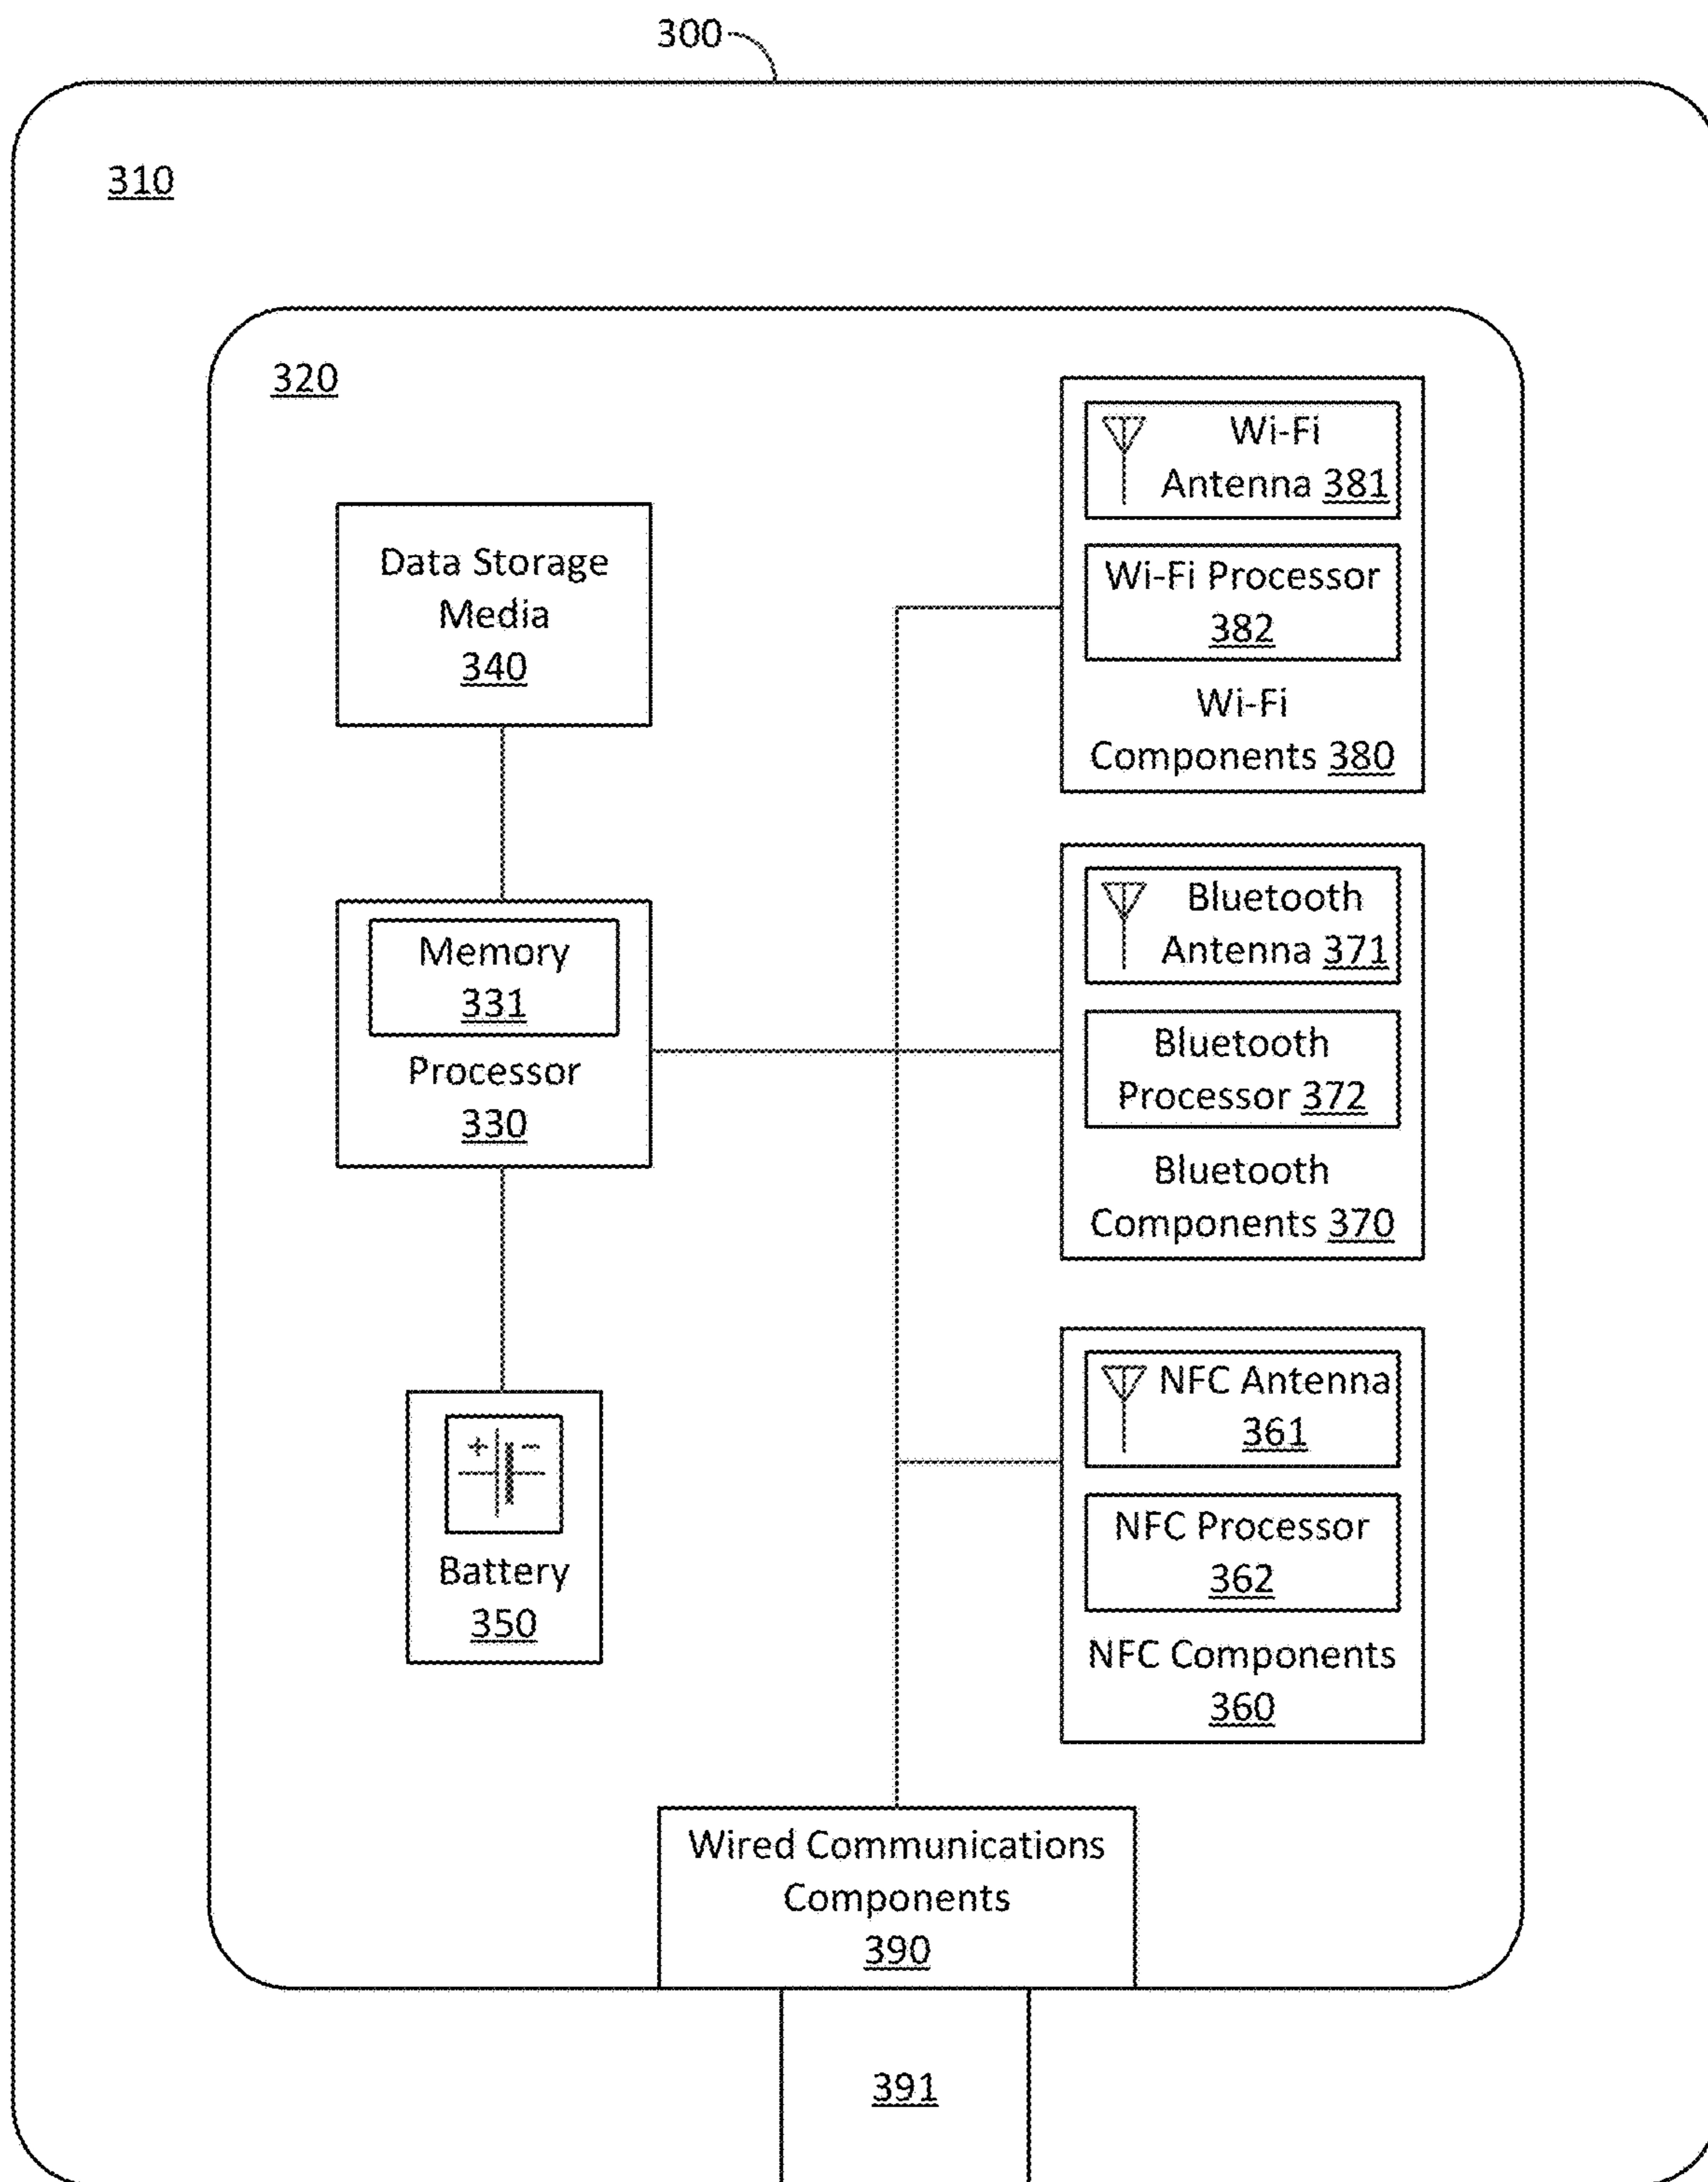 300
310
320
Data Storage
Media
340
Memory
331
Processor
330
+ -
Battery
350
Wi-Fi
Antenna 381
Wi-Fi Processor
382
Wi-Fi
Components 380
Bluetooth
Antenna 371
Bluetooth
Processor 372
Bluetooth
Components 370
NFC Antenna
361
NFC Processor
362
NFC Components
360
Wired Communications
Components
390
391